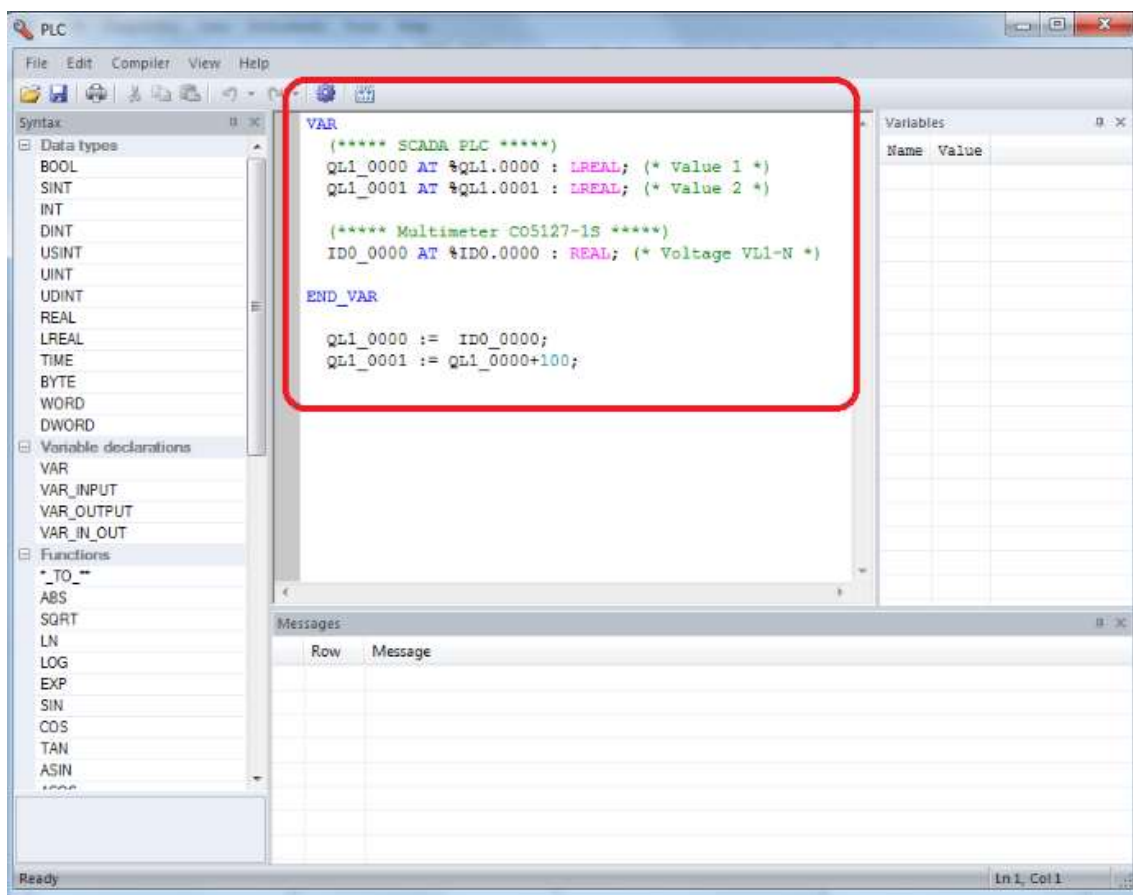 PLC
File Edit Compiler View Help
Syntax
Data types
BOOL
SINT
INT
DINT
USINT
UINT
UDINT
REAL
LREAL
TIME
BYTE
WORD
DWORD
Variable declarations
VAR
VAR_INPUT
VAR_OUTPUT
VAR_IN_OUT
Functions
*_TO_**
ABS
SQRT
LN
LOG
EXP
SIN
COS
TAN
ASIN
VAR
(***** SCADA PLC *****)
QL1_0000 AT %QL1.0000 : LREAL; (* Value 1 *)
QL1_0001 AT %QL1.0001 : LREAL; (* Value 2 *)
(***** Multimeter CO5127-1S *****)
ID0_0000 AT %ID0.0000 : REAL; (* Voltage VL1-N *)
END_VAR
QL1_0000 := ID0_0000;
QL1_0001 := QL1_0000+100;
Variables
Name Value
Messages
Row Message
Ready
Ln 1, Col 1